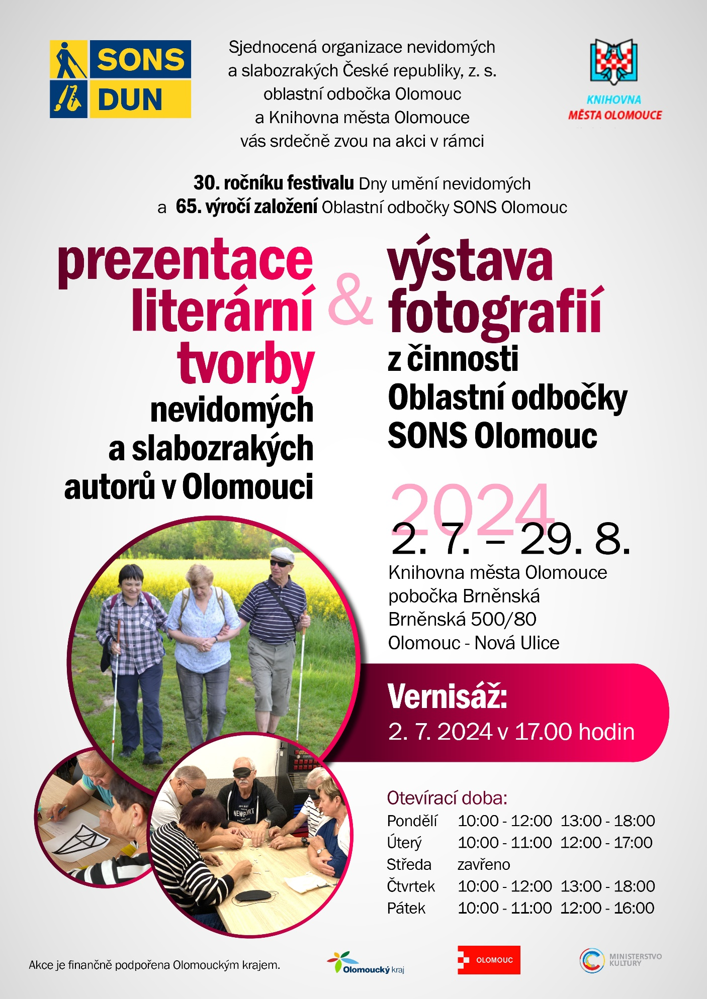 SONS
DUN
Sjednocená organizace nevidomých
a slabozrakých České republiky, z. s.
oblastní odbočka Olomouc
a Knihovna města Olomouce
vás srdečně zvou na akci v rámci
KNIHOVNA
MĚSTA OLOMOUCE
30. ročníku festivalu Dny umění nevidomých
a 65. výročí založení Oblastní odbočky SONS Olomouc
prezentace
literární
tvorby
nevidomých
a slabozrakých
autorů v Olomouci
&
výstava
fotografií
z činnosti
Oblastní odbočky
SONS Olomouc
2024
2. 7. – 29. 8.
Knihovna města Olomouce
pobočka Brněnská
Brněnská 500/80
Olomouc - Nová Ulice
Vernisáž:
2. 7. 2024 v 17.00 hodin
NEWPORT
Otevírací doba:
Pondělí 10:00 - 12:00 13:00 - 18:00
Úterý 10:00 - 11:00 12:00 - 17:00
Středa zavřeno
Čtvrtek 10:00 - 12:00 13:00 - 18:00
Pátek 10:00 - 11:00 12:00 - 16:00
Akce je finančně podpořena Olomouckým krajem.
Olomoucký kraj
OLOMOUC
MINISTERSTVO
KULTURY